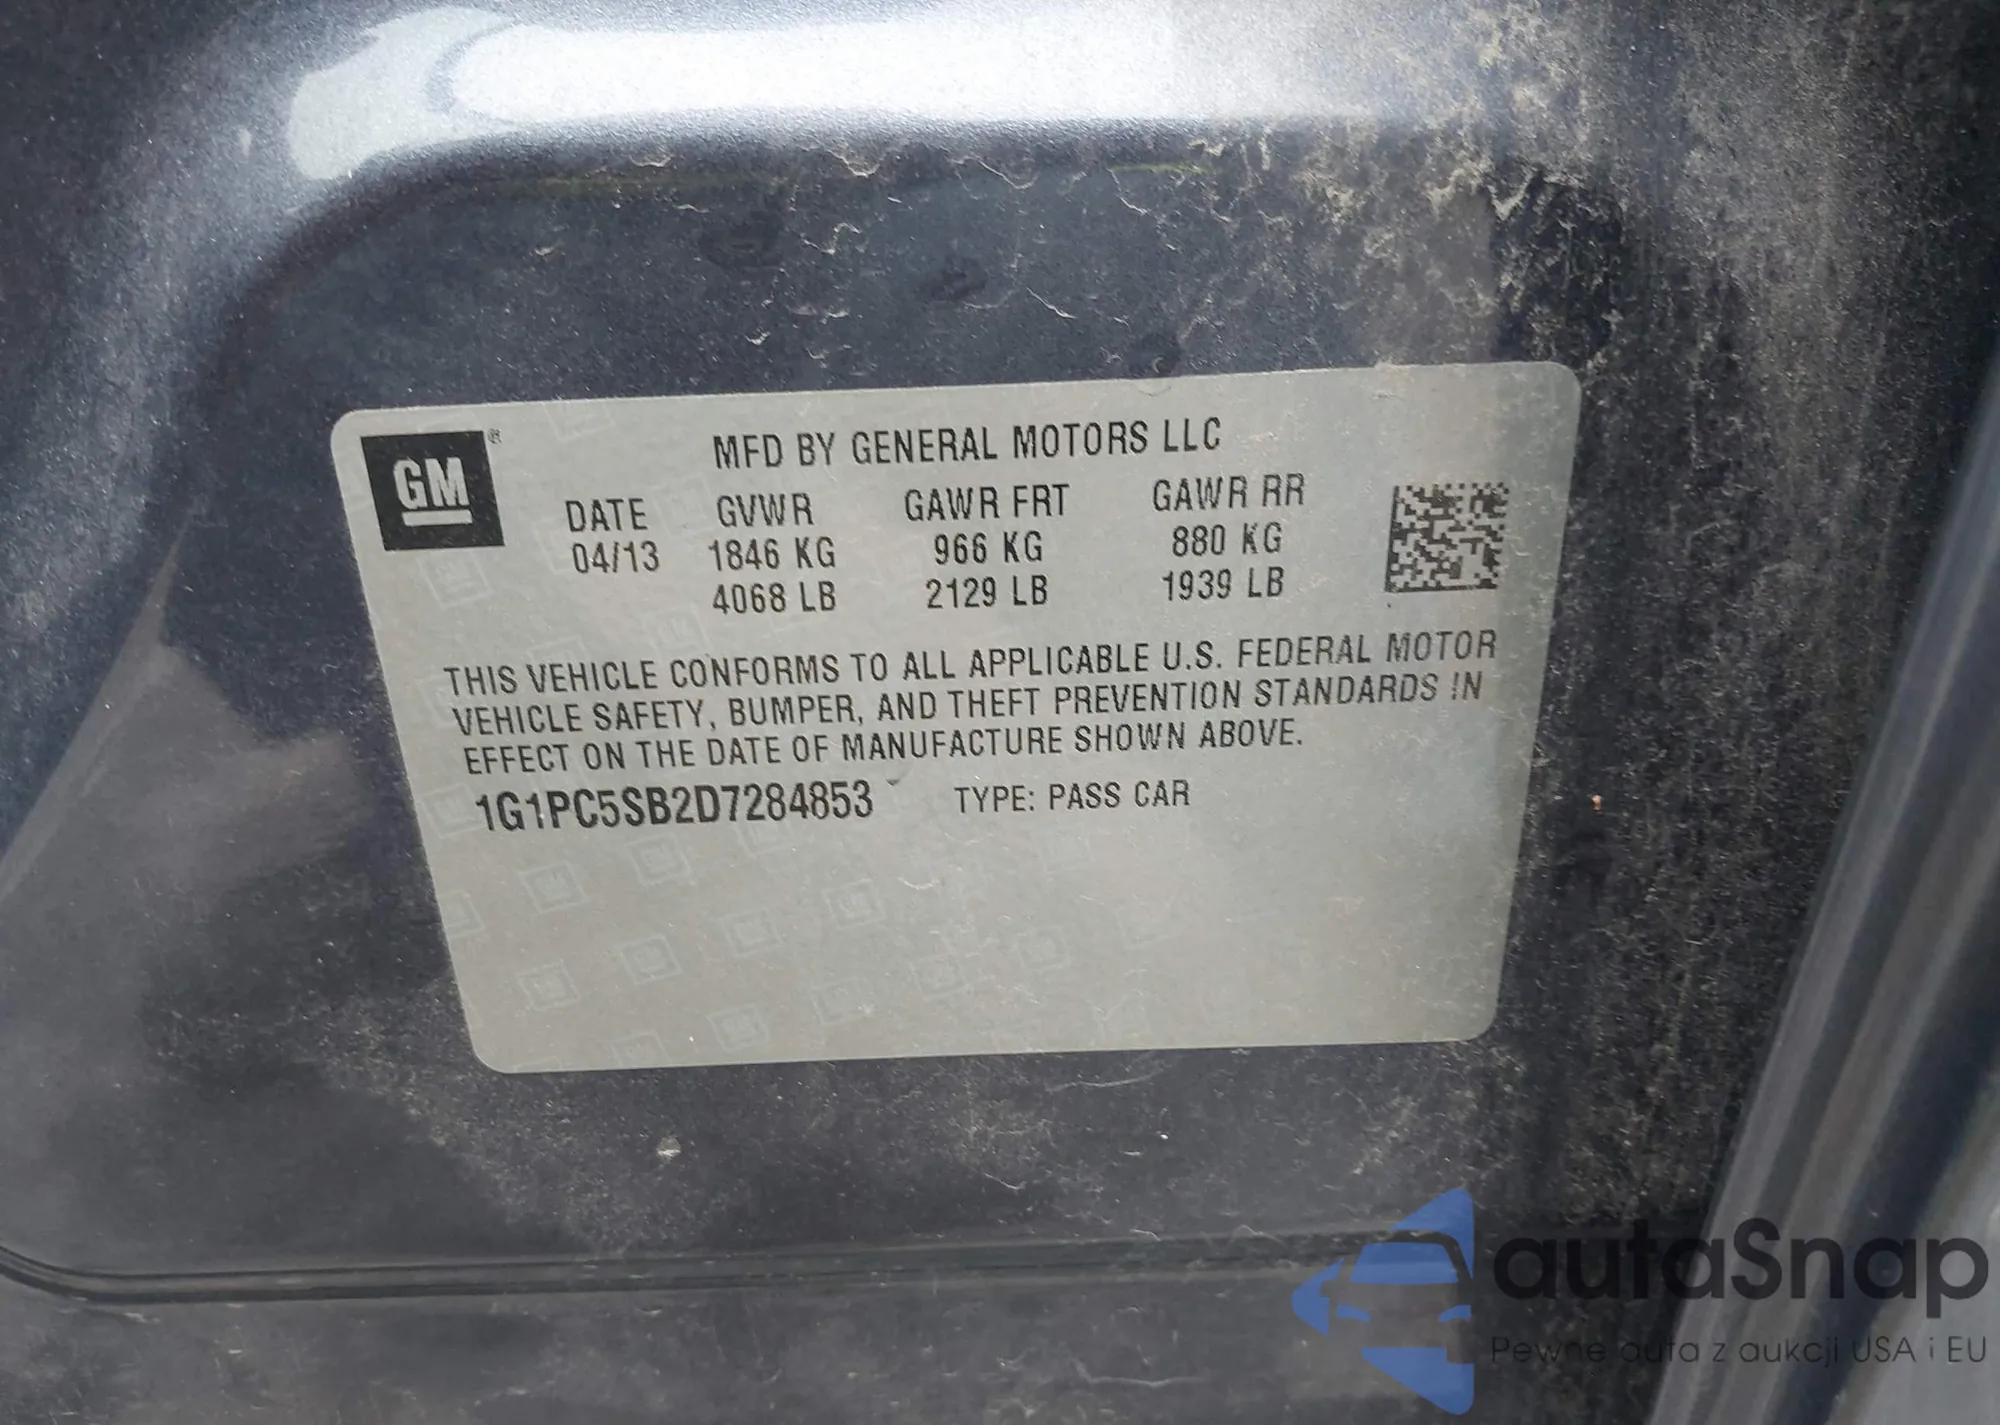 GM ®
MFD BY GENERAL MOTORS LLC
DATE GVWR GAWR FRT GAWR RR
04/13 1846 KG 966 KG 880 KG
4068 LB 2129 LB 1939 LB
THIS VEHICLE CONFORMS TO ALL APPLICABLE U.S. FEDERAL MOTOR
VEHICLE SAFETY, BUMPER, AND THEFT PREVENTION STANDARDS IN
EFFECT ON THE DATE OF MANUFACTURE SHOWN ABOVE.
1G1PC5SB2D7284853 TYPE: PASS CAR
autaSnap
Pewne auta z aukcji USA i EU